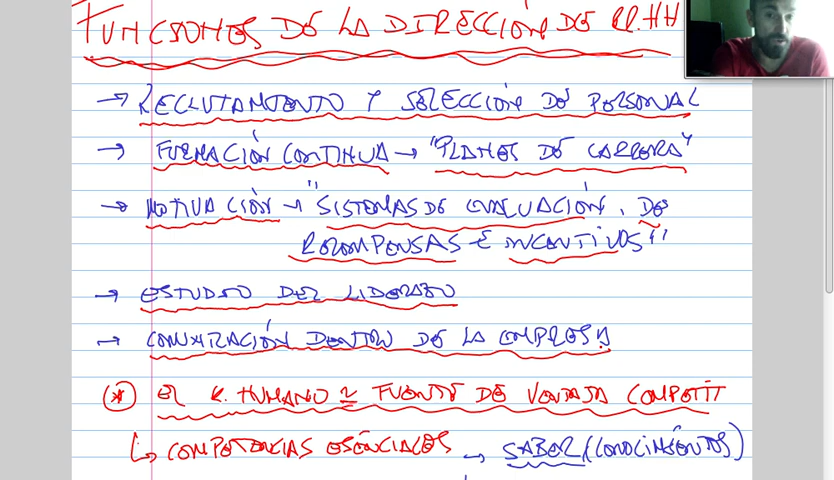 FUNCIONES DE LA DIRECCIÓN DE RR.HH
→ RECLUTAMIENTO Y SELECCIÓN DE PERSONAL
→ FORMACIÓN CONTINUA → "PLANES DE CARRERA"
→ MOTIVACIÓN → "SISTEMAS DE EVALUACIÓN, DE
RECOMPENSAS E INCENTIVOS"
→ ESTUDIO DEL LIDERAZO
→ COMUNICACIÓN DENTRO DE LA EMPRESA
(*) EL K. HUMANO ≈ FUENTE DE VENTAJA COMPETIT
↳ COMPETENCIAS ESENCIALES → SABER (CONOCIMIENTOS)